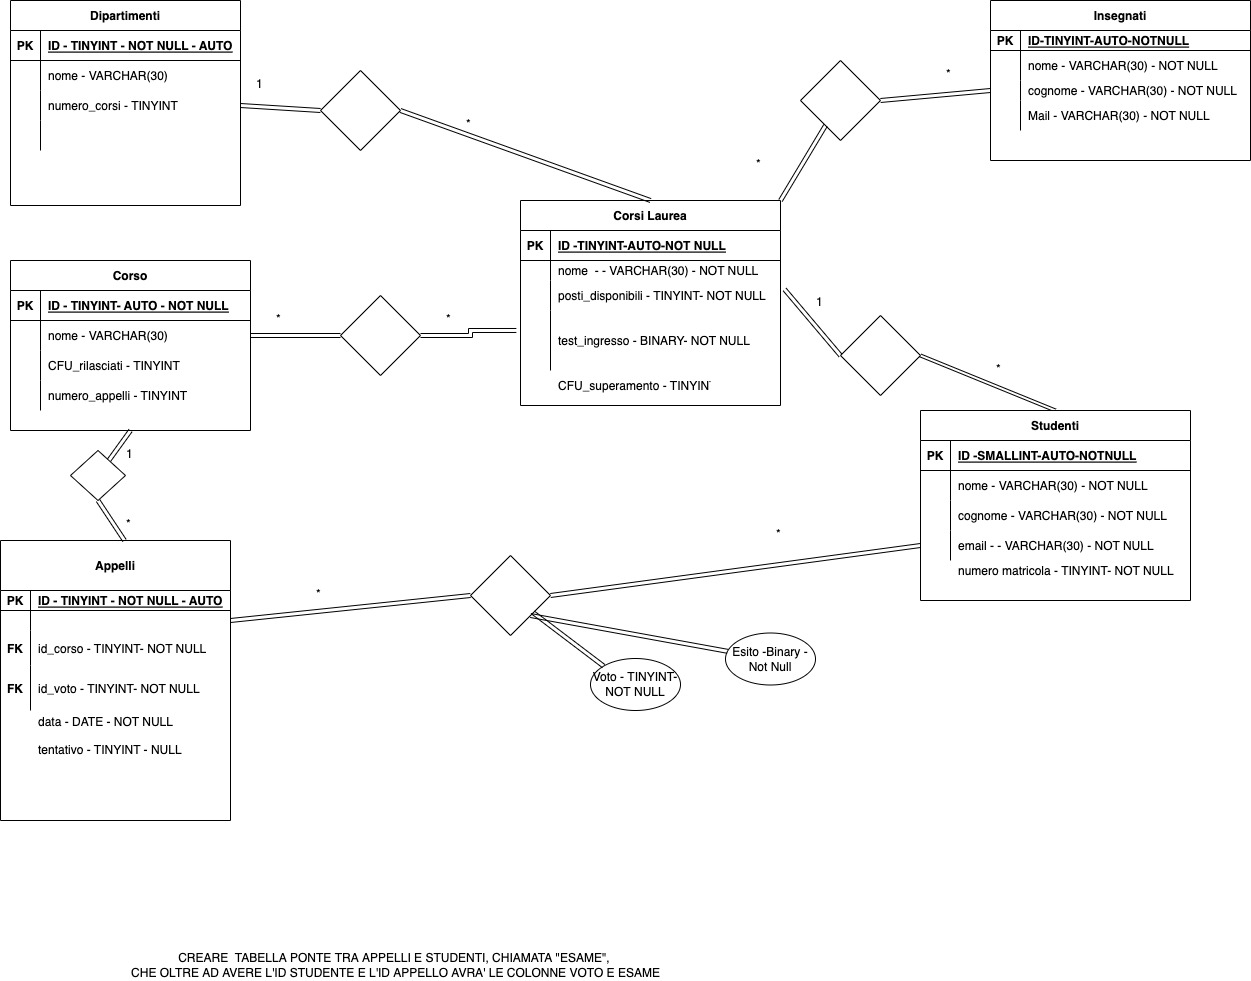 Dipartimenti
PK ID - TINYINT - NOT NULL - AUTO
nome - VARCHAR(30)
numero_corsi - TINYINT
1
*
Insegnati
PK ID-TINYINT-AUTO-NOTNULL
nome - VARCHAR(30) - NOT NULL
cognome - VARCHAR(30) - NOT NULL
Mail - VARCHAR(30) - NOT NULL
*
*
Corsi Laurea
PK ID -TINYINT-AUTO-NOT NULL
nome - - VARCHAR(30) - NOT NULL
posti_disponibili - TINYINT- NOT NULL
test_ingresso - BINARY- NOT NULL
CFU_superamento - TINYIN
Corso
PK ID - TINYINT- AUTO - NOT NULL
nome - VARCHAR(30)
CFU_rilasciati - TINYINT
numero_appelli - TINYINT
*
*
1
*
Studenti
PK ID -SMALLINT-AUTO-NOTNULL
nome - VARCHAR(30) - NOT NULL
cognome - VARCHAR(30) - NOT NULL
email - - VARCHAR(30) - NOT NULL
numero matricola - TINYINT- NOT NULL
1
*
Appelli
PK ID - TINYINT - NOT NULL - AUTO
FK id_corso - TINYINT- NOT NULL
FK id_voto - TINYINT- NOT NULL
data - DATE - NOT NULL
tentativo - TINYINT - NULL
*
*
Voto - TINYINT-
NOT NULL
Esito -Binary -
Not Null
CREARE TABELLA PONTE TRA APPELLI E STUDENTI, CHIAMATA "ESAME",
CHE OLTRE AD AVERE L'ID STUDENTE E L'ID APPELLO AVRA' LE COLONNE VOTO E ESAME